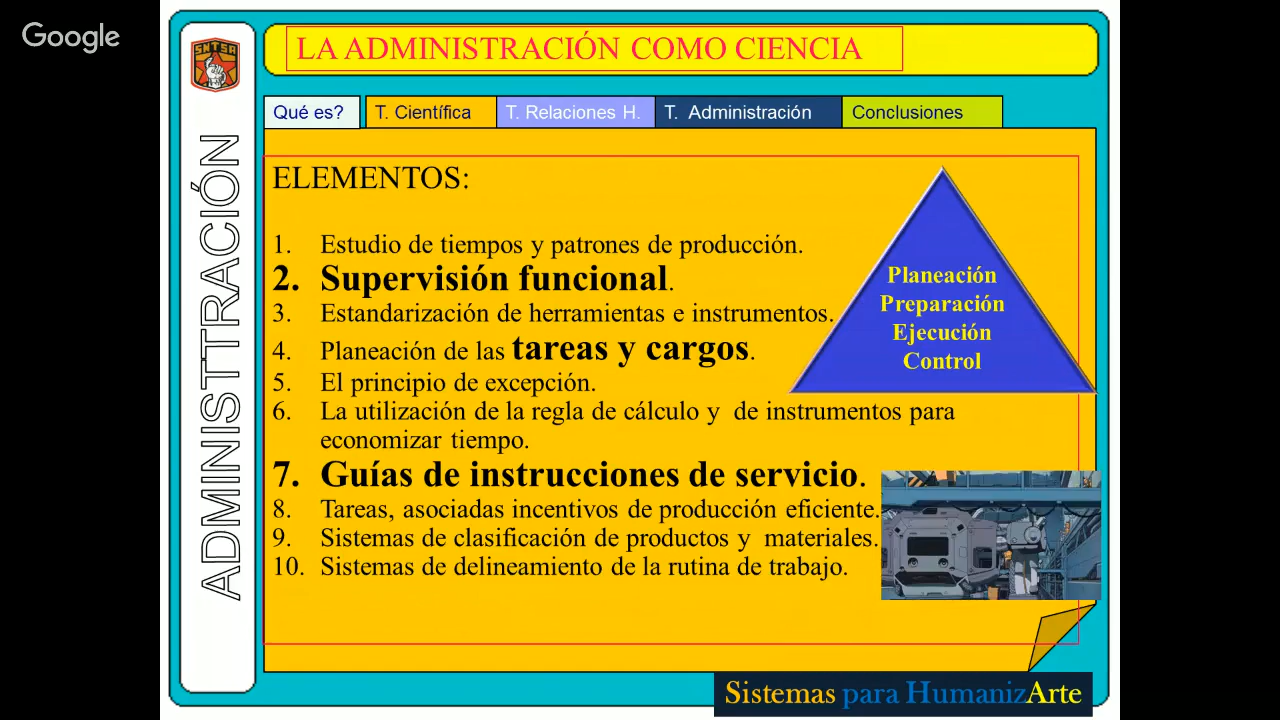 Google
SNTSA
LA ADMINISTRACIÓN COMO CIENCIA
Qué es?
T. Científica
T. Relaciones H.
T. Administración
Conclusiones
ADMINISTTRACIÓN
ELEMENTOS:
1. Estudio de tiempos y patrones de producción.
2. Supervisión funcional.
3. Estandarización de herramientas e instrumentos.
4. Planeación de las tareas y cargos.
5. El principio de excepción.
6. La utilización de la regla de cálculo y de instrumentos para
economizar tiempo.
7. Guías de instrucciones de servicio.
8. Tareas, asociadas incentivos de producción eficiente.
9. Sistemas de clasificación de productos y materiales.
10. Sistemas de delineamiento de la rutina de trabajo.
Planeación
Preparación
Ejecución
Control
Sistemas para HumanizArte